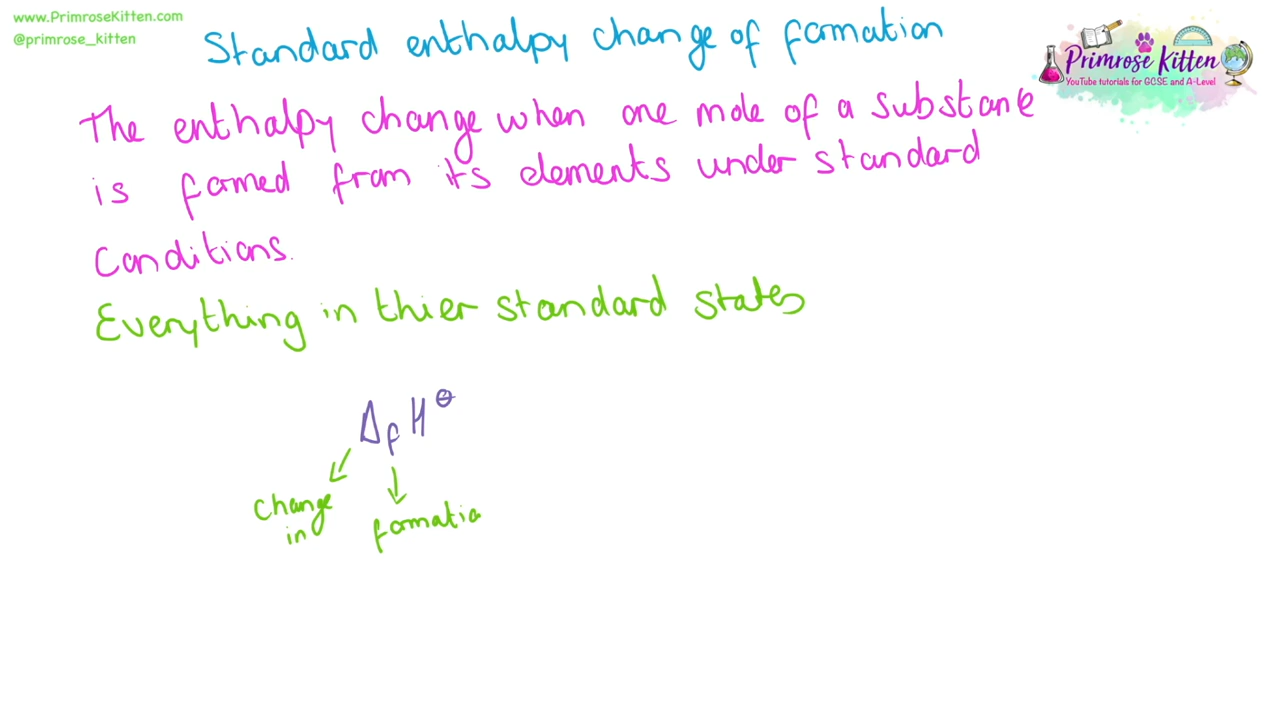 www.PrimroseKitten.com
@primrose_kitten
Standard enthalpy change of formation
Primrose Kitten
YouTube tutorials for GCSE and A-Level
The enthalpy change when one mole of a substance
is formed from its elements under standard
Conditions.
Everything in thier standard states
ΔfH⦵
change
in
formatio